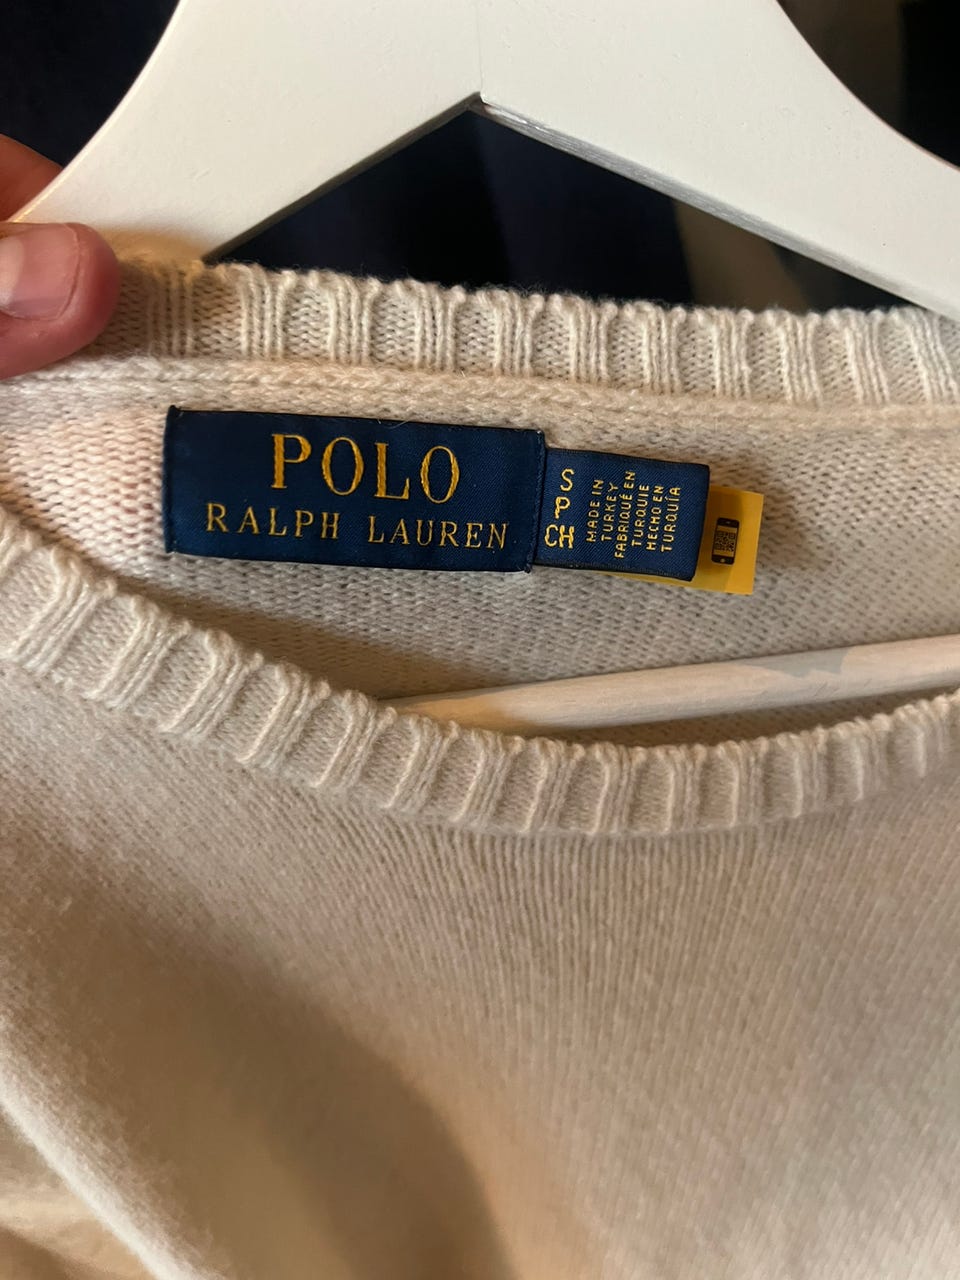 POLO
RALPH LAUREN
S
P
CH
MADE IN
TURKEY
FABRIQUÉ EN
TURQUIE
HECHO EN
TURQUÍA